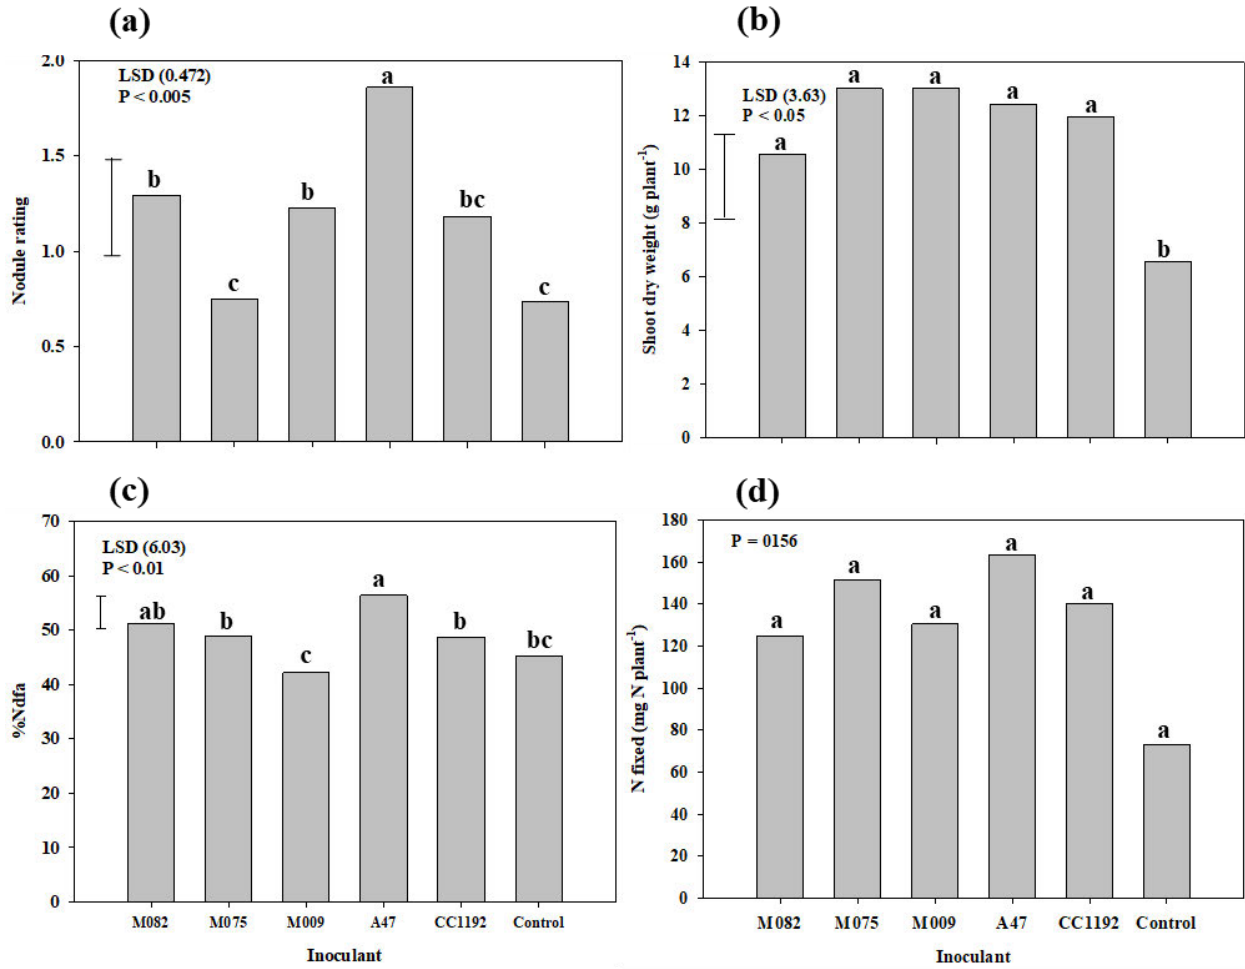 (a)
LSD (0.472)
P < 0.005
2.0
1.5
1.0
0.5
0.0
Nodule rating
b
c
b
a
bc
c
(b)
LSD (3.63)
P < 0.05
14
12
10
8
6
4
2
0
Shoot dry weight (g plant⁻¹)
a
a
a
a
a
b
(c)
LSD (6.03)
P < 0.01
70
60
50
40
30
20
10
0
%Ndfa
ab
b
c
a
b
bc
M082 M075 M009 A47 CC1192 Control
Inoculant
(d)
P = 0156
180
160
140
120
100
80
60
40
20
0
N fixed (mg N plant⁻¹)
a
a
a
a
a
a
M082 M075 M009 A47 CC1192 Control
Inoculant